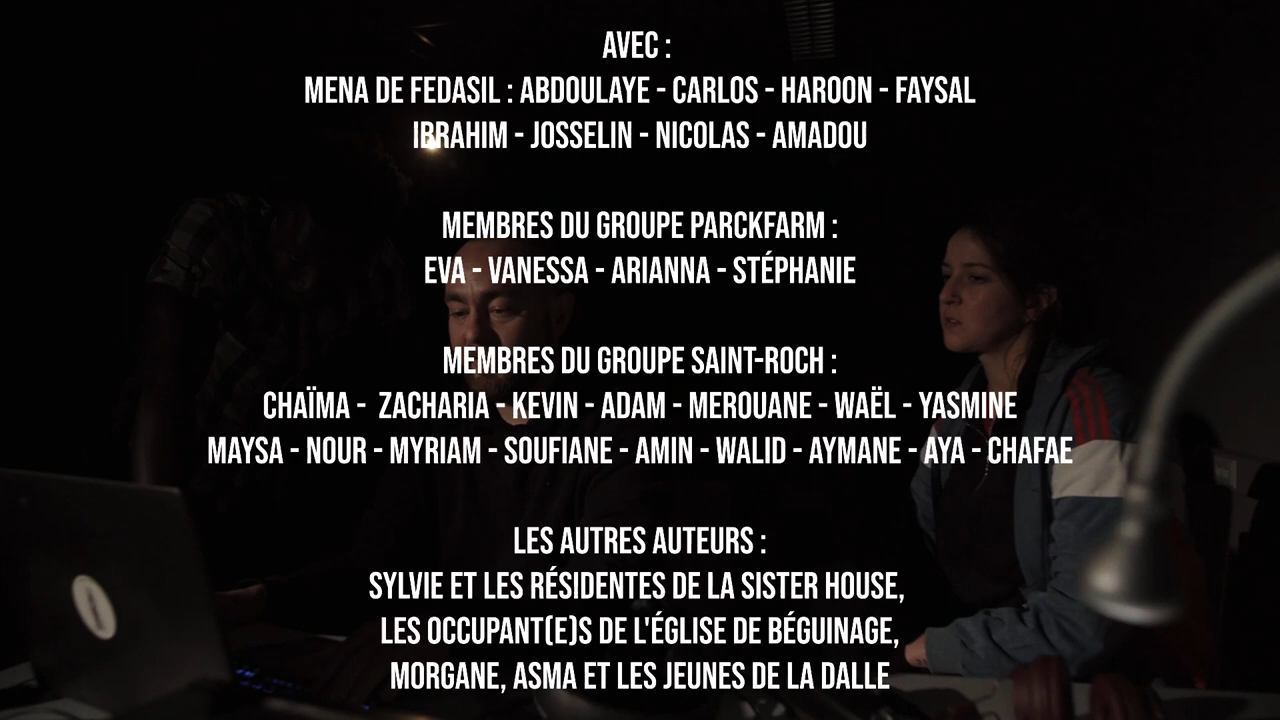 AVEC :
MENA DE FEDASIL : ABDOULAYE - CARLOS - HAROON - FAYSAL
IBRAHIM - JOSSELIN - NICOLAS - AMADOU
MEMBRES DU GROUPE PARCKFARM :
EVA - VANESSA - ARIANNA - STÉPHANIE
MEMBRES DU GROUPE SAINT-ROCH :
CHAÏMA - ZACHARIA - KEVIN - ADAM - MEROUANE - WAËL - YASMINE
MAYSA - NOUR - MYRIAM - SOUFIANE - AMIN - WALID - AYMANE - AYA - CHAFAE
LES AUTRES AUTEURS :
SYLVIE ET LES RÉSIDENTES DE LA SISTER HOUSE,
LES OCCUPANT(E)S DE L'ÉGLISE DE BÉGUINAGE,
MORGANE, ASMA ET LES JEUNES DE LA DALLE